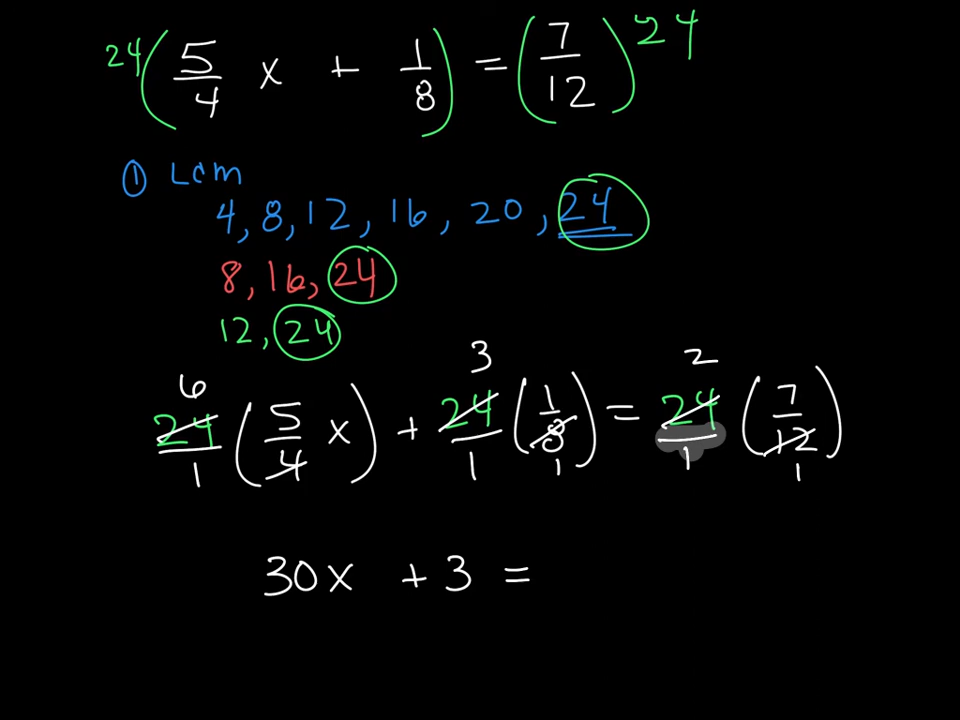 24(5/4 x + 1/8) = (7/12)24
① LCM
4, 8, 12, 16, 20, 24
8, 16, 24
12, 24
6 3 2
24/1 (5/4 x) + 24/1 (1/8) = 24/1 (7/12)
1 1
30x + 3 =